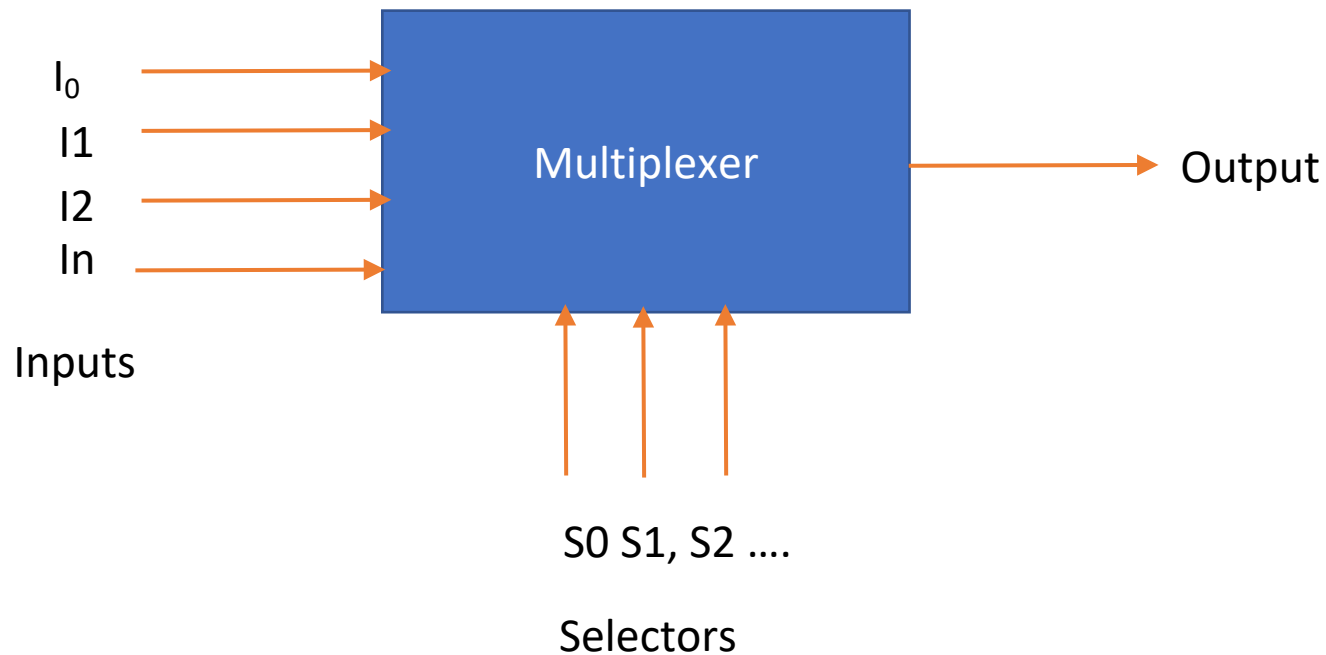 I₀
I1
I2
In
Inputs
Multiplexer
Output
S0 S1, S2 ....
Selectors